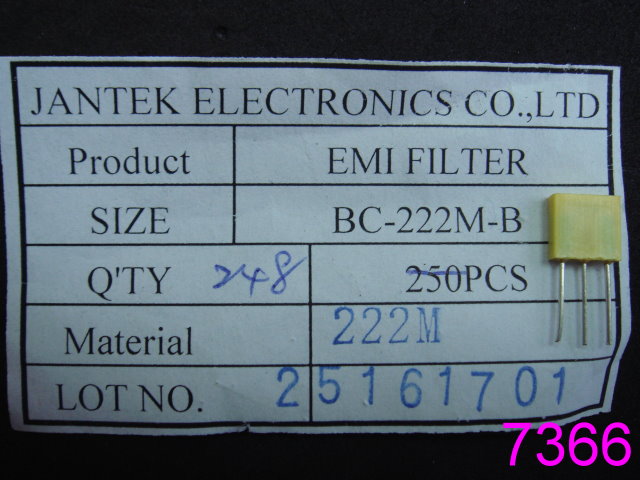 JANTEK ELECTRONICS CO.,LTD
Product EMI FILTER
SIZE BC-222M-B
Q'TY 248 250PCS
Material 222M
LOT NO. 25161701
7366